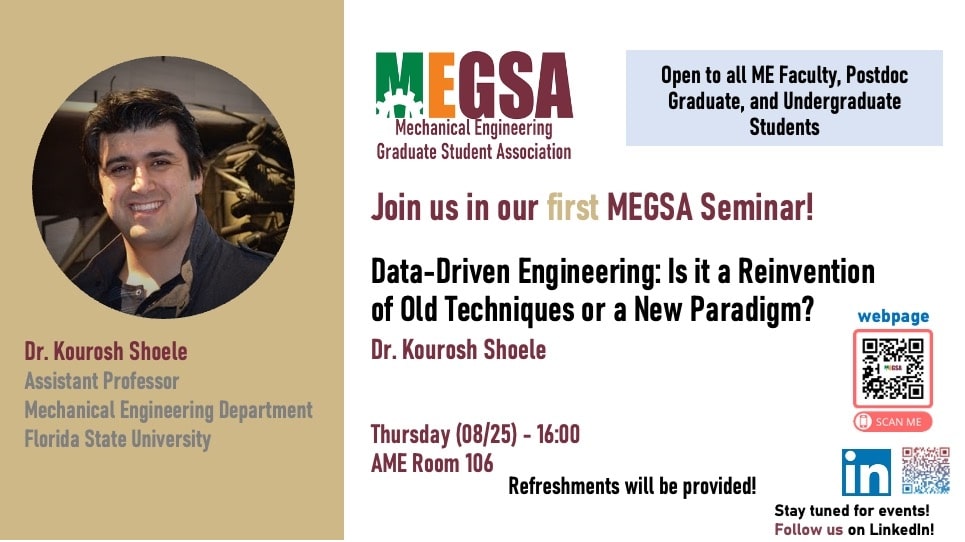 MEGSA
Mechanical Engineering
Graduate Student Association
Open to all ME Faculty, Postdoc
Graduate, and Undergraduate
Students
Join us in our first MEGSA Seminar!
Data-Driven Engineering: Is it a Reinvention
of Old Techniques or a New Paradigm?
Dr. Kourosh Shoele
Dr. Kourosh Shoele
Assistant Professor
Mechanical Engineering Department
Florida State University
Thursday (08/25) - 16:00
AME Room 106
Refreshments will be provided!
webpage
MEGSA
SCAN ME
in
Stay tuned for events!
Follow us on LinkedIn!